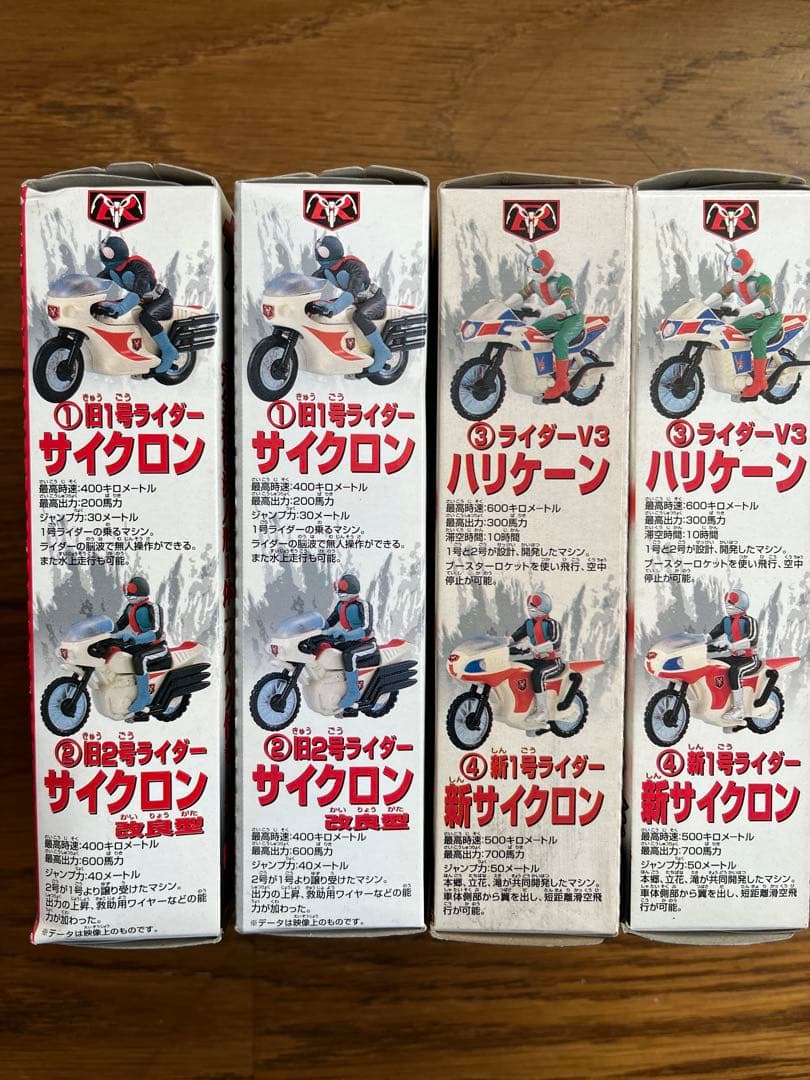 ①旧1号ライダー
サイクロン
最高時速:400キロメートル
最高出力:200馬力
ジャンプ力:30メートル
1号ライダーの乗るマシン。
ライダーの脳波で無人操作ができる。
また水上走行も可能。
②旧2号ライダー
サイクロン
改良型
最高時速:400キロメートル
最高出力:600馬力
ジャンプ力:40メートル
2号が1号より譲り受けたマシン。
出力の上昇、救助用ワイヤーなどの能
力が加わった。
※データは映像上のものです。
①旧1号ライダー
サイクロン
最高時速:400キロメートル
最高出力:200馬力
ジャンプ力:30メートル
1号ライダーの乗るマシン。
ライダーの脳波で無人操作ができる。
また水上走行も可能。
②旧2号ライダー
サイクロン
改良型
最高時速:400キロメートル
最高出力:600馬力
ジャンプ力:40メートル
2号が1号より譲り受けたマシン。
出力の上昇、救助用ワイヤーなどの能
力が加わった。
※データは映像上のものです。
③ライダーV3
ハリケーン
最高時速:600キロメートル
最高出力:300馬力
滞空時間:10時間
1号と2号が設計、開発したマシン。
ブースターロケットを使い飛行、空中
停止が可能。
④新1号ライダー
新サイクロン
最高時速:500キロメートル
最高出力:700馬力
ジャンプ力:50メートル
本郷、立花、滝が共同開発したマシン。
車体側部から翼を出し、短距離滑空飛
行が可能。
③ライダーV3
ハリケーン
最高時速:600キロメートル
最高出力:300馬力
滞空時間:10時間
1号と2号が設計、開発したマシン。
ブースターロケットを使い飛行、空中
停止が可能。
④新1号ライダー
新サイクロン
最高時速:500キロメートル
最高出力:700馬力
ジャンプ力:50メートル
本郷、立花、滝が共同開発したマシン。
車体側部から翼を出し、短距離滑空飛
行が可能。